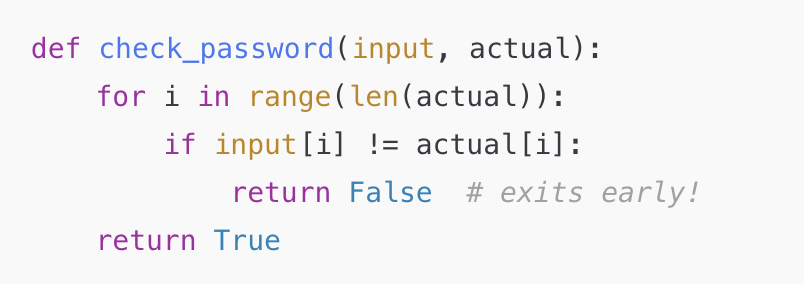 def check_password(input, actual):
    for i in range(len(actual)):
        if input[i] != actual[i]:
            return False  # exits early!
    return True